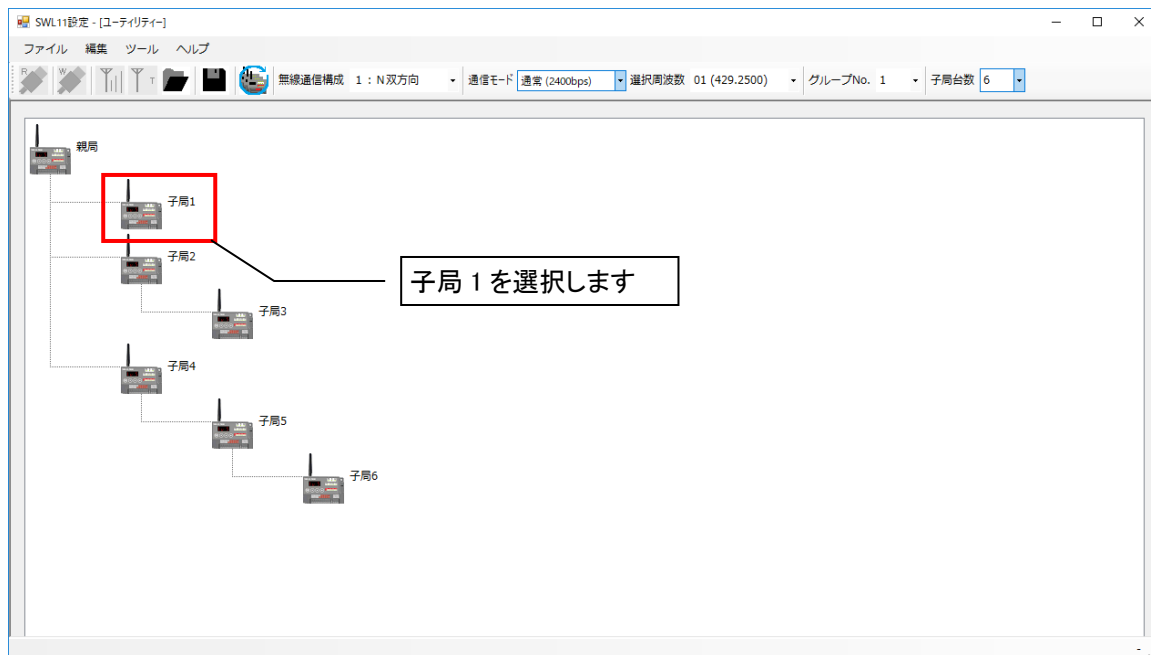 SWL11設定 - [ユーティリティー]
ファイル 編集 ツール ヘルプ
R W T 無線通信構成 1 : N 双方向 通信モード 通常 (2400bps) 選択周波数 01 (429.2500) グループNo. 1 子局台数 6
親局
子局1
子局2
子局 1 を選択します
子局3
子局4
子局5
子局6